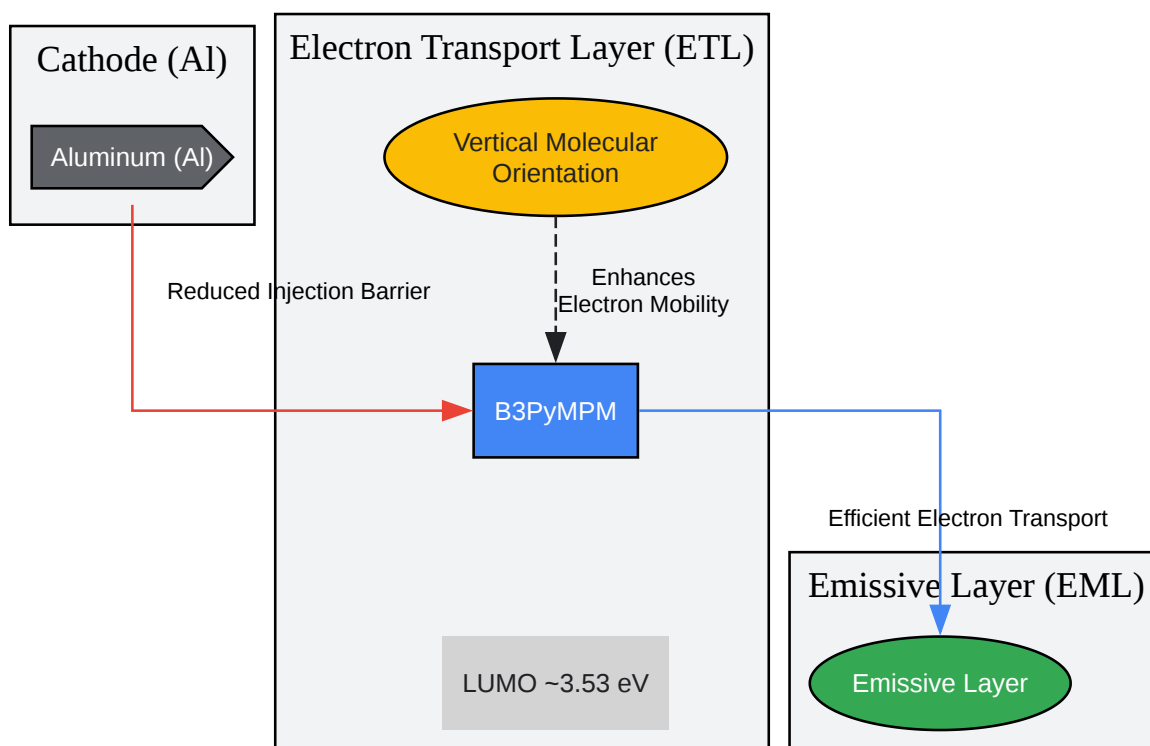 Cathode (Al)
Aluminum (Al)
Electron Transport Layer (ETL)
Vertical Molecular
Orientation
Reduced Injection Barrier
Enhances
Electron Mobility
B3PyMPM
LUMO ~3.53 eV
Efficient Electron Transport
Emissive Layer (EML)
Emissive Layer